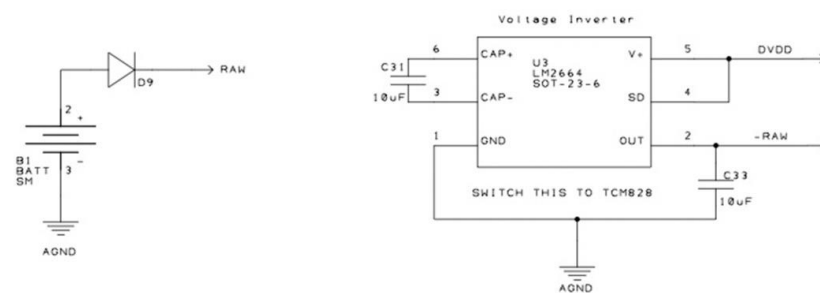 RAW
D9
2
+
B1
BATT
SM
-
3
AGND
Voltage Inverter
6
CAP+
C31
10uF
3
CAP-
1
GND
U3
LM2664
SOT-23-6
V+
5
DVDD
SD
4
OUT
2
-RAW
C33
10uF
SWITCH THIS TO TCM828
AGND